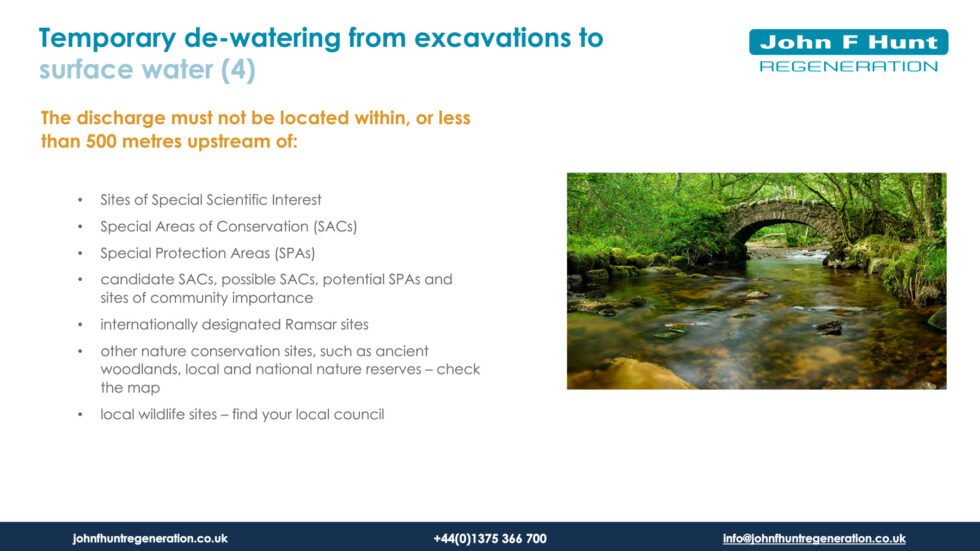 Temporary de-watering from excavations to
surface water (4)
John F Hunt
REGENERATION
The discharge must not be located within, or less
than 500 metres upstream of:
• Sites of Special Scientific Interest
• Special Areas of Conservation (SACs)
• Special Protection Areas (SPAs)
• candidate SACs, possible SACs, potential SPAs and
sites of community importance
• internationally designated Ramsar sites
• other nature conservation sites, such as ancient
woodlands, local and national nature reserves – check
the map
• local wildlife sites – find your local council
johnfhuntregeneration.co.uk
+44(0)1375 366 700
info@johnfhuntregeneration.co.uk